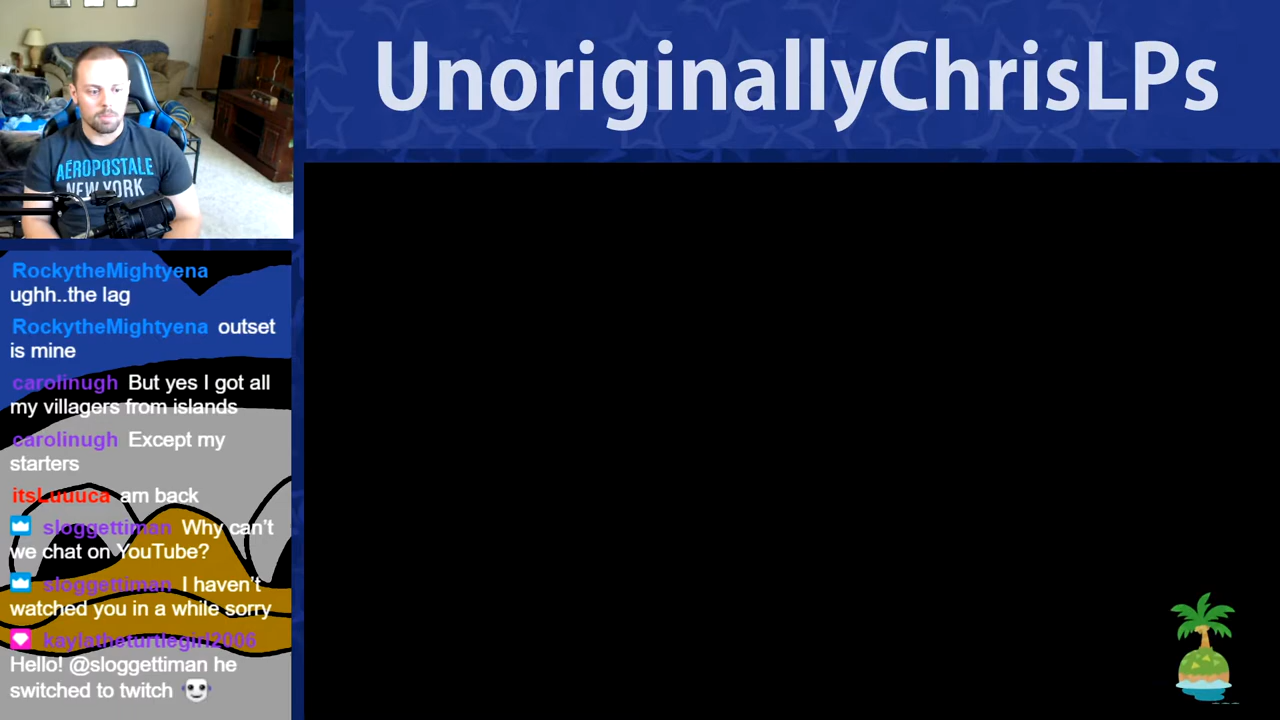 UnoriginallyChrisLPs
AÉROPOSTALE
NEW YORK
RockytheMightyena
ughh..the lag
RockytheMightyena outset
is mine
carolinugh But yes I got all
my villagers from islands
carolinugh Except my
starters
itsLuuuca am back
sloggettiman Why can't
we chat on YouTube?
sloggettiman I haven't
watched you in a while sorry
kaylatheturtlegirl2006
Hello! @sloggettiman he
switched to twitch